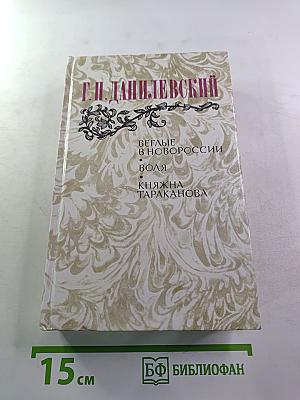 Г. П. ДАНИЛЕВСКИЙ
БЕГЛЫЕ
В НОВОРОССИИ
•
ВОЛЯ
•
КНЯЖНА
ТАРАКАНОВА
15 см
БФ БИБЛИОФАН